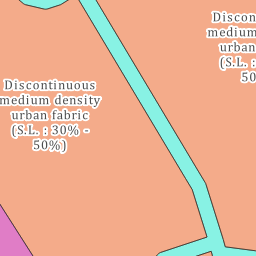 Discontinuous
medium density
urban fabric
(S.L. : 30% -
50%)
Discon
medium
urban
(S.L. :
50